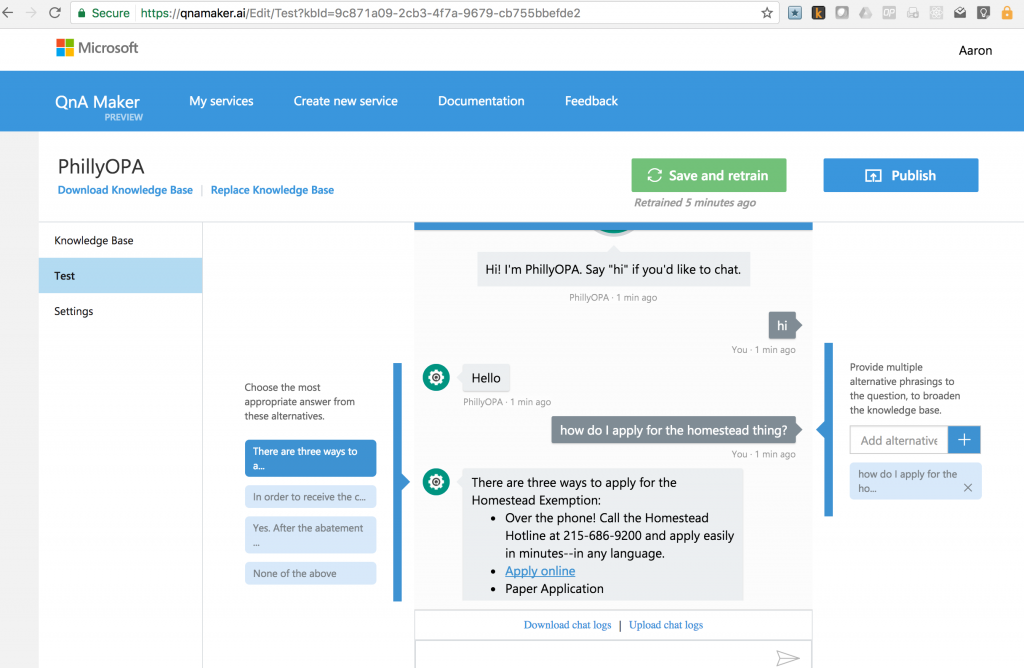 Secure https://qnamaker.ai/Edit/Test?kbId=9c871a09-2cb3-4f7a-9679-cb755bbefde2
Microsoft
Aaron
QnA Maker
PREVIEW
My services
Create new service
Documentation
Feedback
PhillyOPA
Download Knowledge Base | Replace Knowledge Base
Save and retrain
Retrained 5 minutes ago
Publish
Knowledge Base
Test
Settings
Choose the most
appropriate answer from
these alternatives.
There are three ways to
a...
In order to receive the c...
Yes. After the abatement
...
None of the above
Hi! I'm PhillyOPA. Say "hi" if you'd like to chat.
PhillyOPA · 1 min ago
hi
You · 1 min ago
Hello
PhillyOPA · 1 min ago
how do I apply for the homestead thing?
You · 1 min ago
There are three ways to apply for the
Homestead Exemption:
• Over the phone! Call the Homestead
Hotline at 215-686-9200 and apply easily
in minutes--in any language.
• Apply online
• Paper Application
Download chat logs | Upload chat logs
Provide multiple
alternative phrasings to
the question, to broaden
the knowledge base.
Add alternative
how do I apply for the
ho...